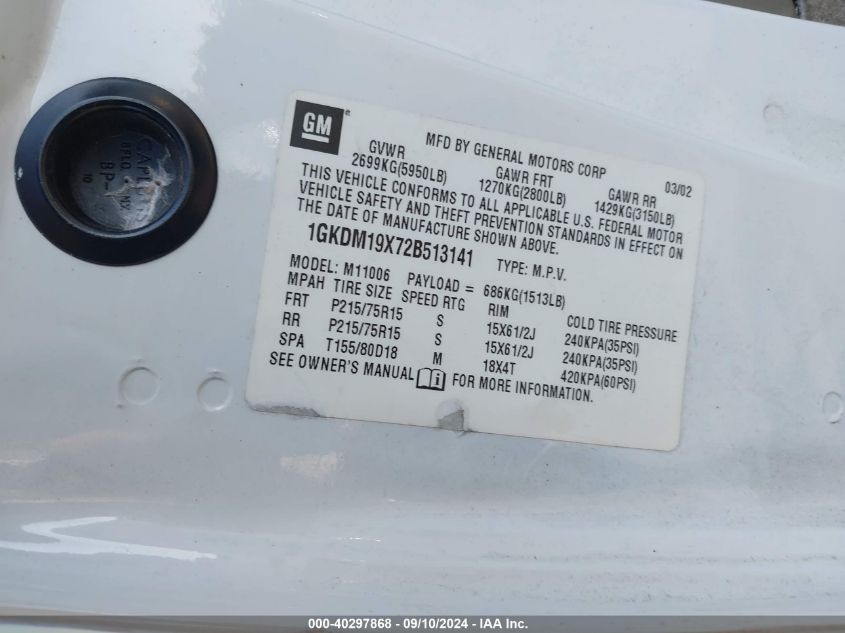 GM
MFD BY GENERAL MOTORS CORP 03/02
GVWR GAWR FRT GAWR RR
2699KG(5950LB) 1270KG(2800LB) 1429KG(3150LB)
THIS VEHICLE CONFORMS TO ALL APPLICABLE U.S. FEDERAL MOTOR
VEHICLE SAFETY AND THEFT PREVENTION STANDARDS IN EFFECT ON
THE DATE OF MANUFACTURE SHOWN ABOVE.
1GKDM19X72B513141 TYPE: M.P.V.
MODEL: M11006 PAYLOAD = 686KG(1513LB)
MPAH TIRE SIZE SPEED RTG RIM COLD TIRE PRESSURE
FRT P215/75R15 S 15X61/2J 240KPA(35PSI)
RR P215/75R15 S 15X61/2J 240KPA(35PSI)
SPA T155/80D18 M 18X4T 420KPA(60PSI)
SEE OWNER'S MANUAL FOR MORE INFORMATION.
000-40297868 - 09/10/2024 - IAA Inc.